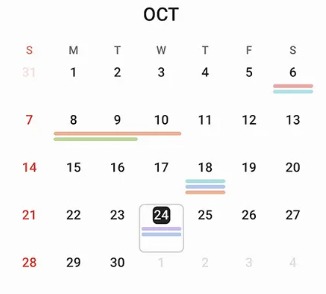 OCT
S M T W T F S
31 1 2 3 4 5 6
7 8 9 10 11 12 13
14 15 16 17 18 19 20
21 22 23 24 25 26 27
28 29 30 1 2 3 4